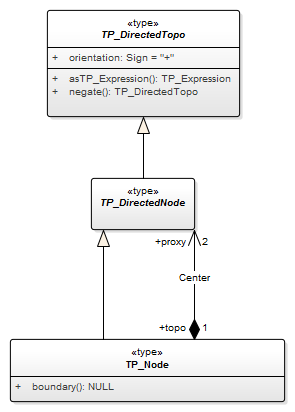 «type»
TP_DirectedTopo
+ orientation: Sign = "+"
+ asTP_Expression(): TP_Expression
+ negate(): TP_DirectedTopo
«type»
TP_DirectedNode
+proxy 2
Center
+topo 1
«type»
TP_Node
+ boundary(): NULL